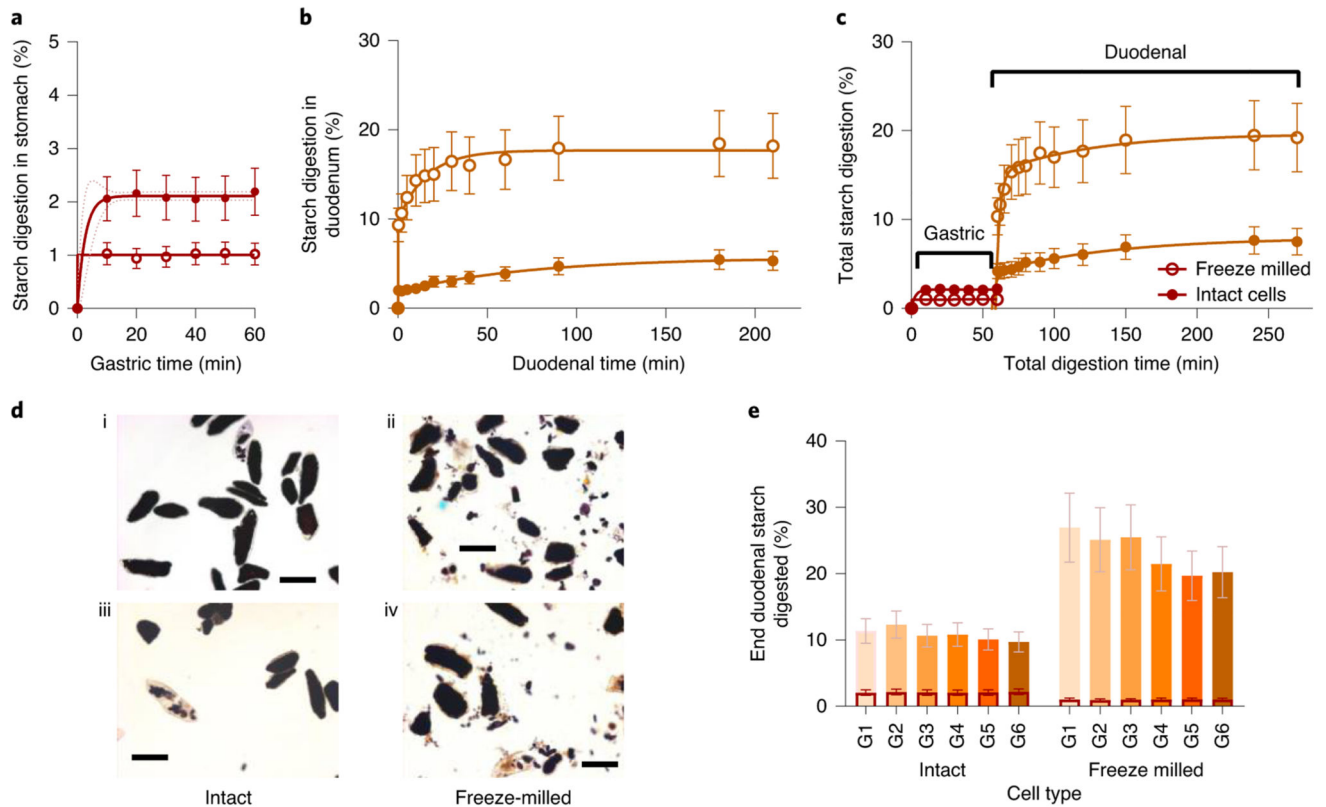 a
Starch digestion in stomach (%)
5
4
3
2
1
0
0 20 40 60
Gastric time (min)
b
Starch digestion in
duodenum (%)
30
20
10
0
0 50 100 150 200
Duodenal time (min)
c
Total starch digestion (%)
30
20
10
0
Duodenal
Gastric
Freeze milled
Intact cells
0 50 100 150 200 250
Total digestion time (min)
d
i
ii
iii
iv
Intact
Freeze-milled
e
End duodenal starch
digested (%)
40
30
20
10
0
G1 G2 G3 G4 G5 G6 G1 G2 G3 G4 G5 G6
Intact Freeze milled
Cell type